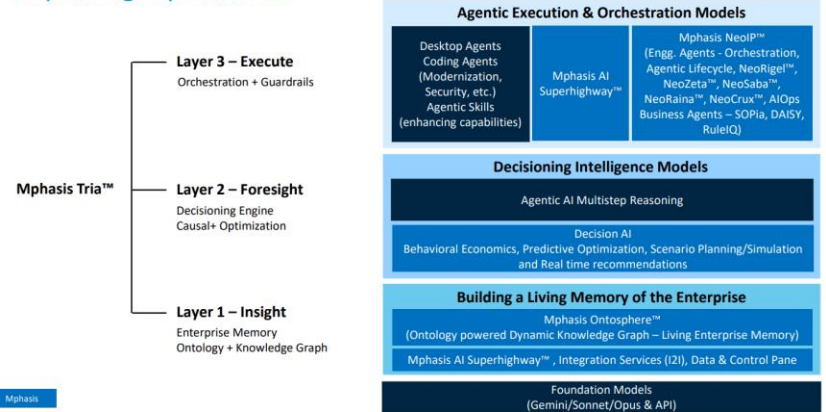 Mphasis Tria™
Layer 3 – Execute
Orchestration + Guardrails
Layer 2 – Foresight
Decisioning Engine
Causal+ Optimization
Layer 1 – Insight
Enterprise Memory
Ontology + Knowledge Graph
Agentic Execution & Orchestration Models
Desktop Agents
Coding Agents
(Modernization,
Security, etc.)
Agentic Skills
(enhancing capabilities)
Mphasis AI
Superhighway™
Mphasis NeoIP™
(Engg. Agents - Orchestration,
Agentic Lifecycle, NeoRigel™,
NeoZeta™, NeoSaba™,
NeoRaina™, NeoCrux™, AIOps
Business Agents – SOPia, DAISY,
RuleIQ)
Decisioning Intelligence Models
Agentic AI Multistep Reasoning
Decision AI
Behavioral Economics, Predictive Optimization, Scenario Planning/Simulation
and Real time recommendations
Building a Living Memory of the Enterprise
Mphasis Ontosphere™
(Ontology powered Dynamic Knowledge Graph – Living Enterprise Memory)
Mphasis AI Superhighway™ , Integration Services (I2I), Data & Control Pane
Foundation Models
(Gemini/Sonnet/Opus & API)
Mphasis